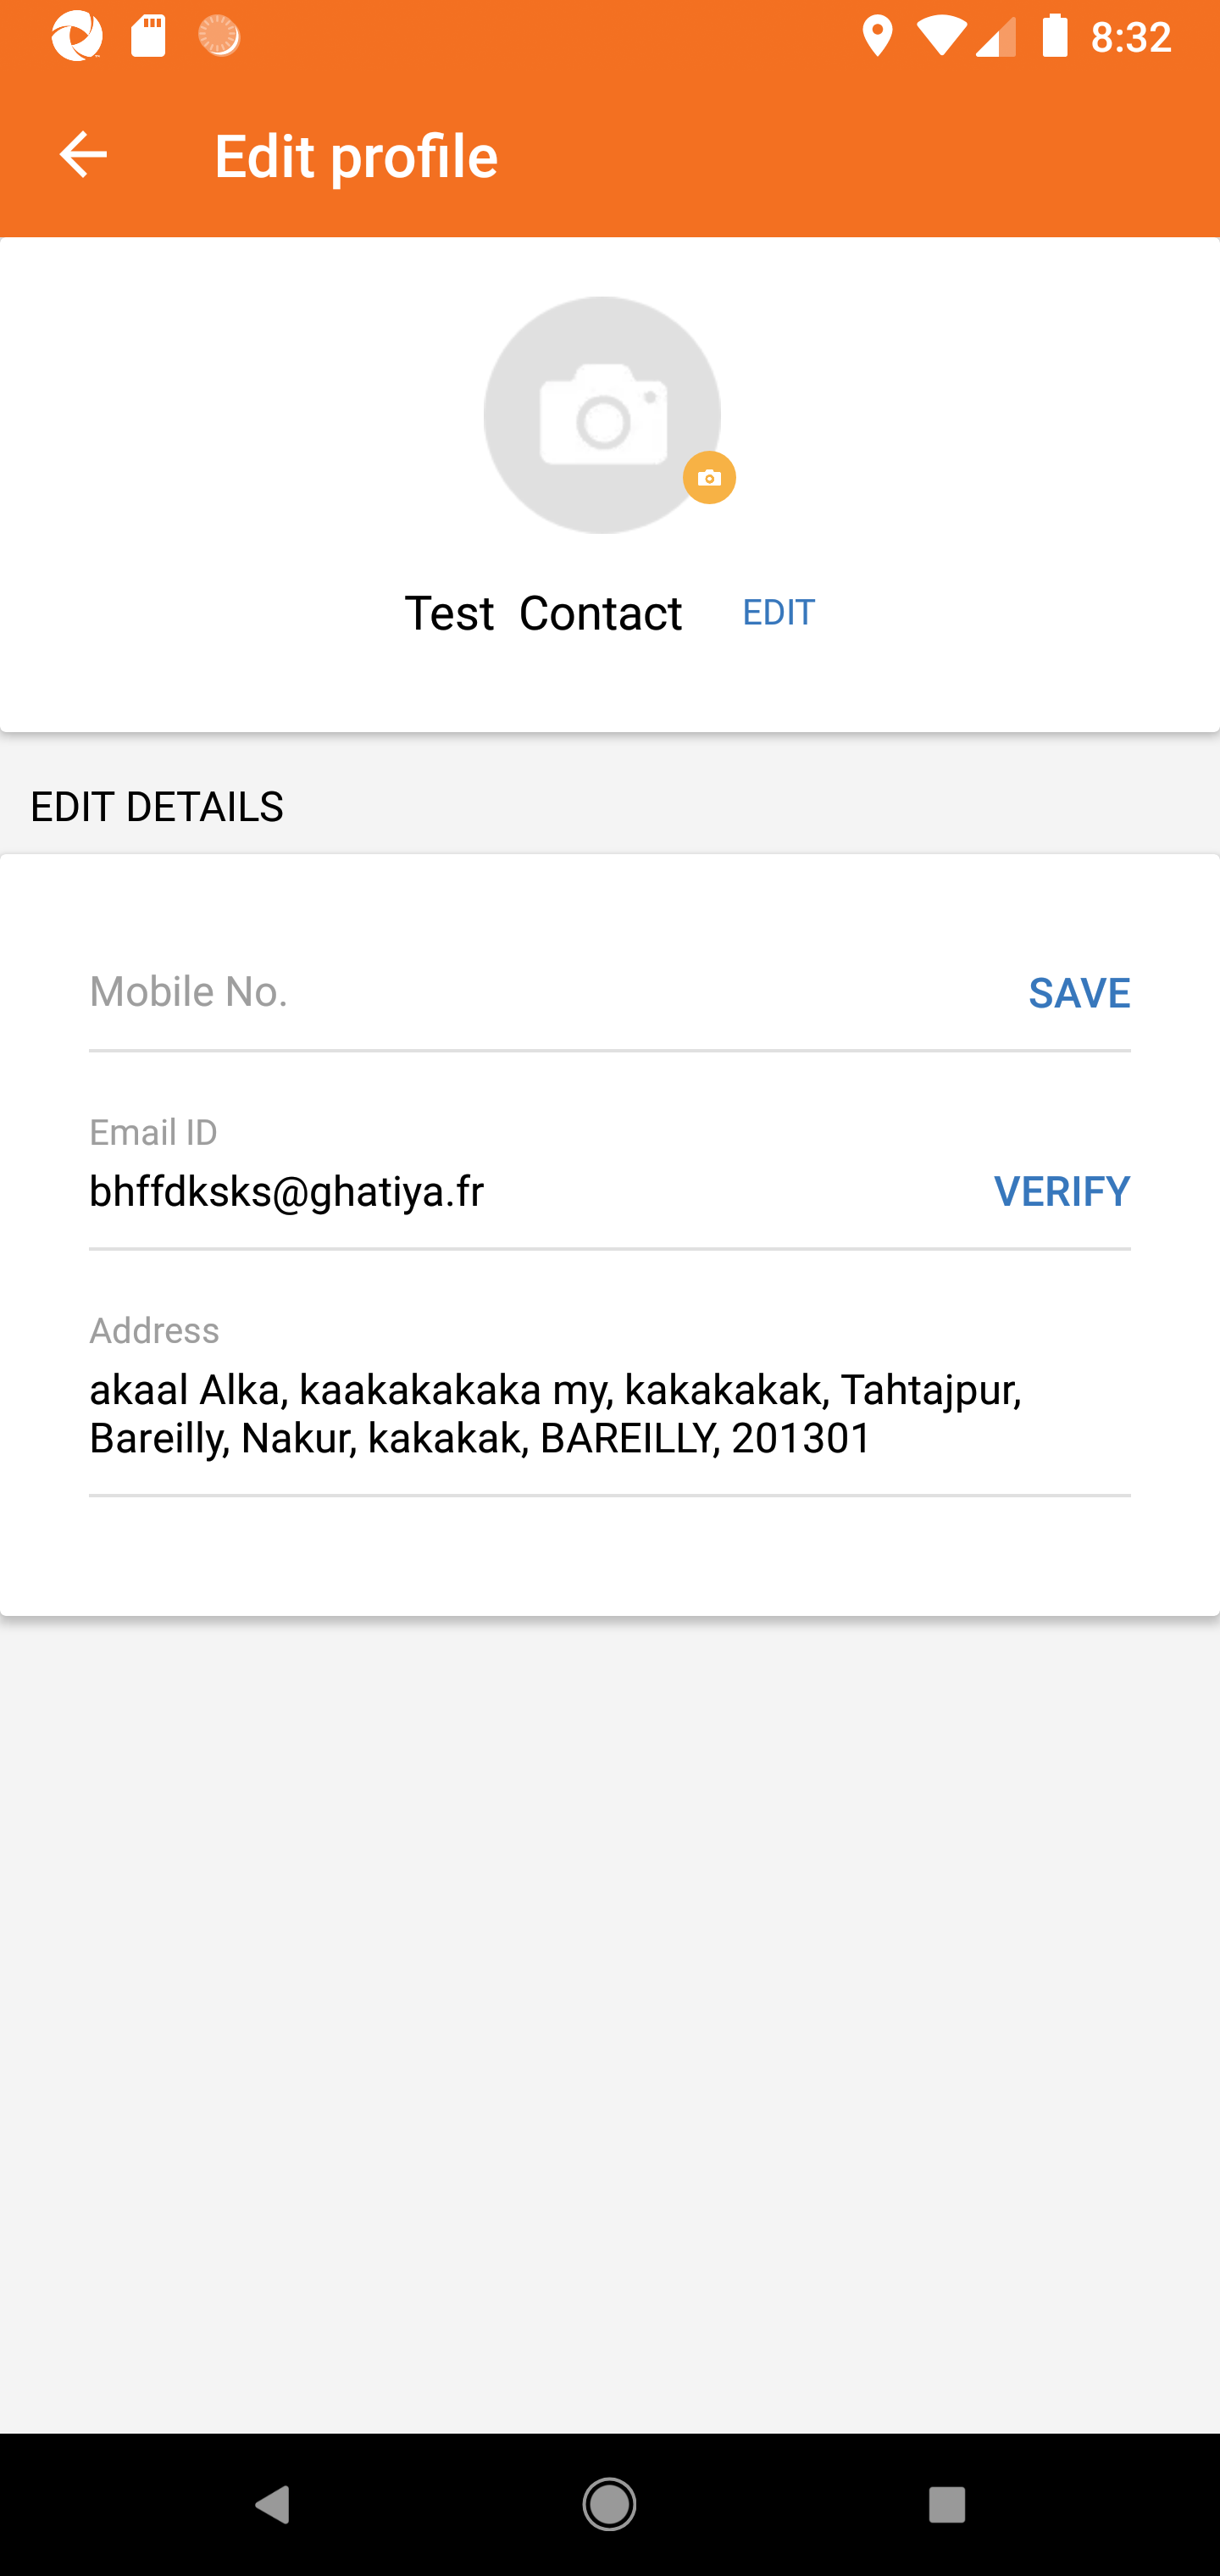 8:32
Edit profile
Test Contact EDIT
EDIT DETAILS
Mobile No. SAVE
Email ID
bhffdksks@ghatiya.fr VERIFY
Address
akaal Alka, kaakakakaka my, kakakakak, Tahtajpur,
Bareilly, Nakur, kakakak, BAREILLY, 201301